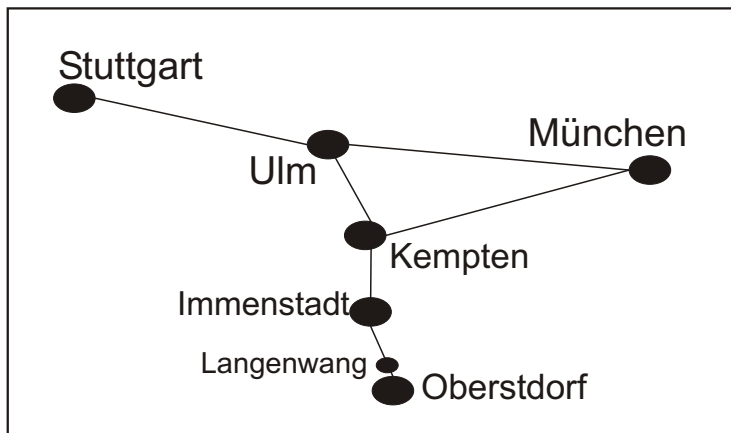 Stuttgart
München
Ulm
Kempten
Immenstadt
Langenwang
Oberstdorf